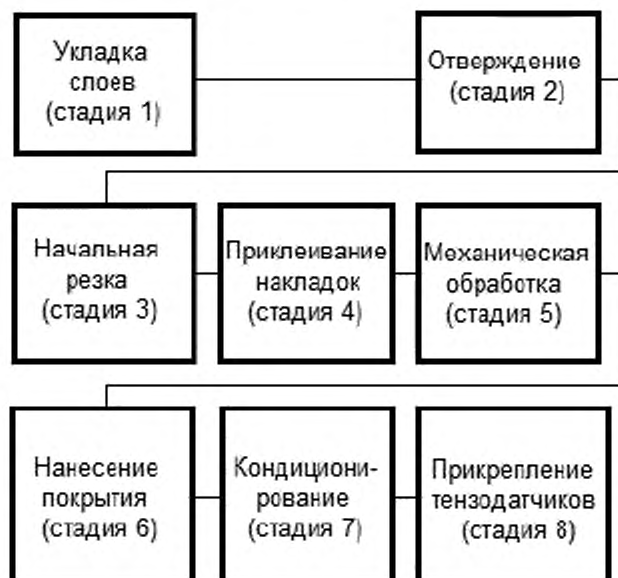 Укладка
слоев
(стадия 1)
Отверждение
(стадия 2)
Начальная
резка
(стадия 3)
Приклеивание
накладок
(стадия 4)
Механическая
обработка
(стадия 5)
Нанесение
покрытия
(стадия 6)
Кондициони-
рование
(стадия 7)
Прикрепление
тензодатчиков
(стадия 8)